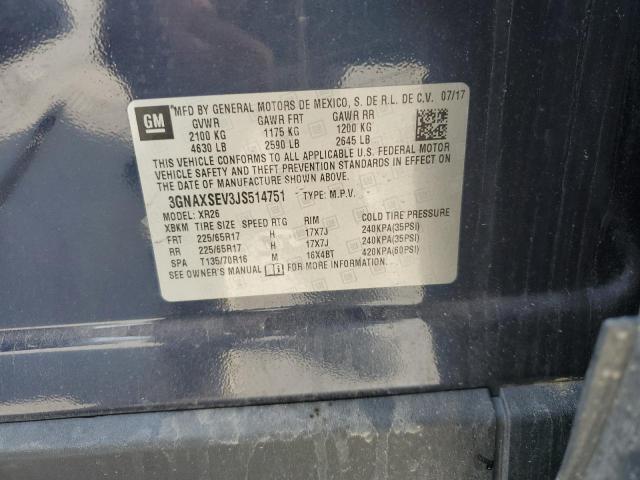 GM
MFD BY GENERAL MOTORS DE MEXICO, S. DE R.L. DE C.V. 07/17
GVWR GAWR FRT GAWR RR
2100 KG 1175 KG 1200 KG
4630 LB 2590 LB 2645 LB
THIS VEHICLE CONFORMS TO ALL APPLICABLE U.S. FEDERAL MOTOR
VEHICLE SAFETY AND THEFT PREVENTION STANDARDS IN EFFECT ON
THE DATE OF MANUFACTURE SHOWN ABOVE.
3GNAXSEV3JS514751 TYPE: M.P.V.
MODEL: XR26
XBKM TIRE SIZE SPEED RTG RIM COLD TIRE PRESSURE
FRT 225/65R17 H 17X7J 240KPA(35PSI)
RR 225/65R17 H 17X7J 240KPA(35PSI)
SPA T135/70R16 M 16X4BT 420KPA(60PSI)
SEE OWNER'S MANUAL FOR MORE INFORMATION.